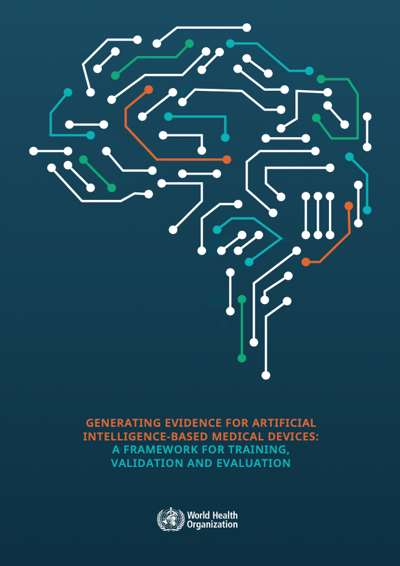 GENERATING EVIDENCE FOR ARTIFICIAL
INTELLIGENCE-BASED MEDICAL DEVICES:
A FRAMEWORK FOR TRAINING,
VALIDATION AND EVALUATION
World Health
Organization